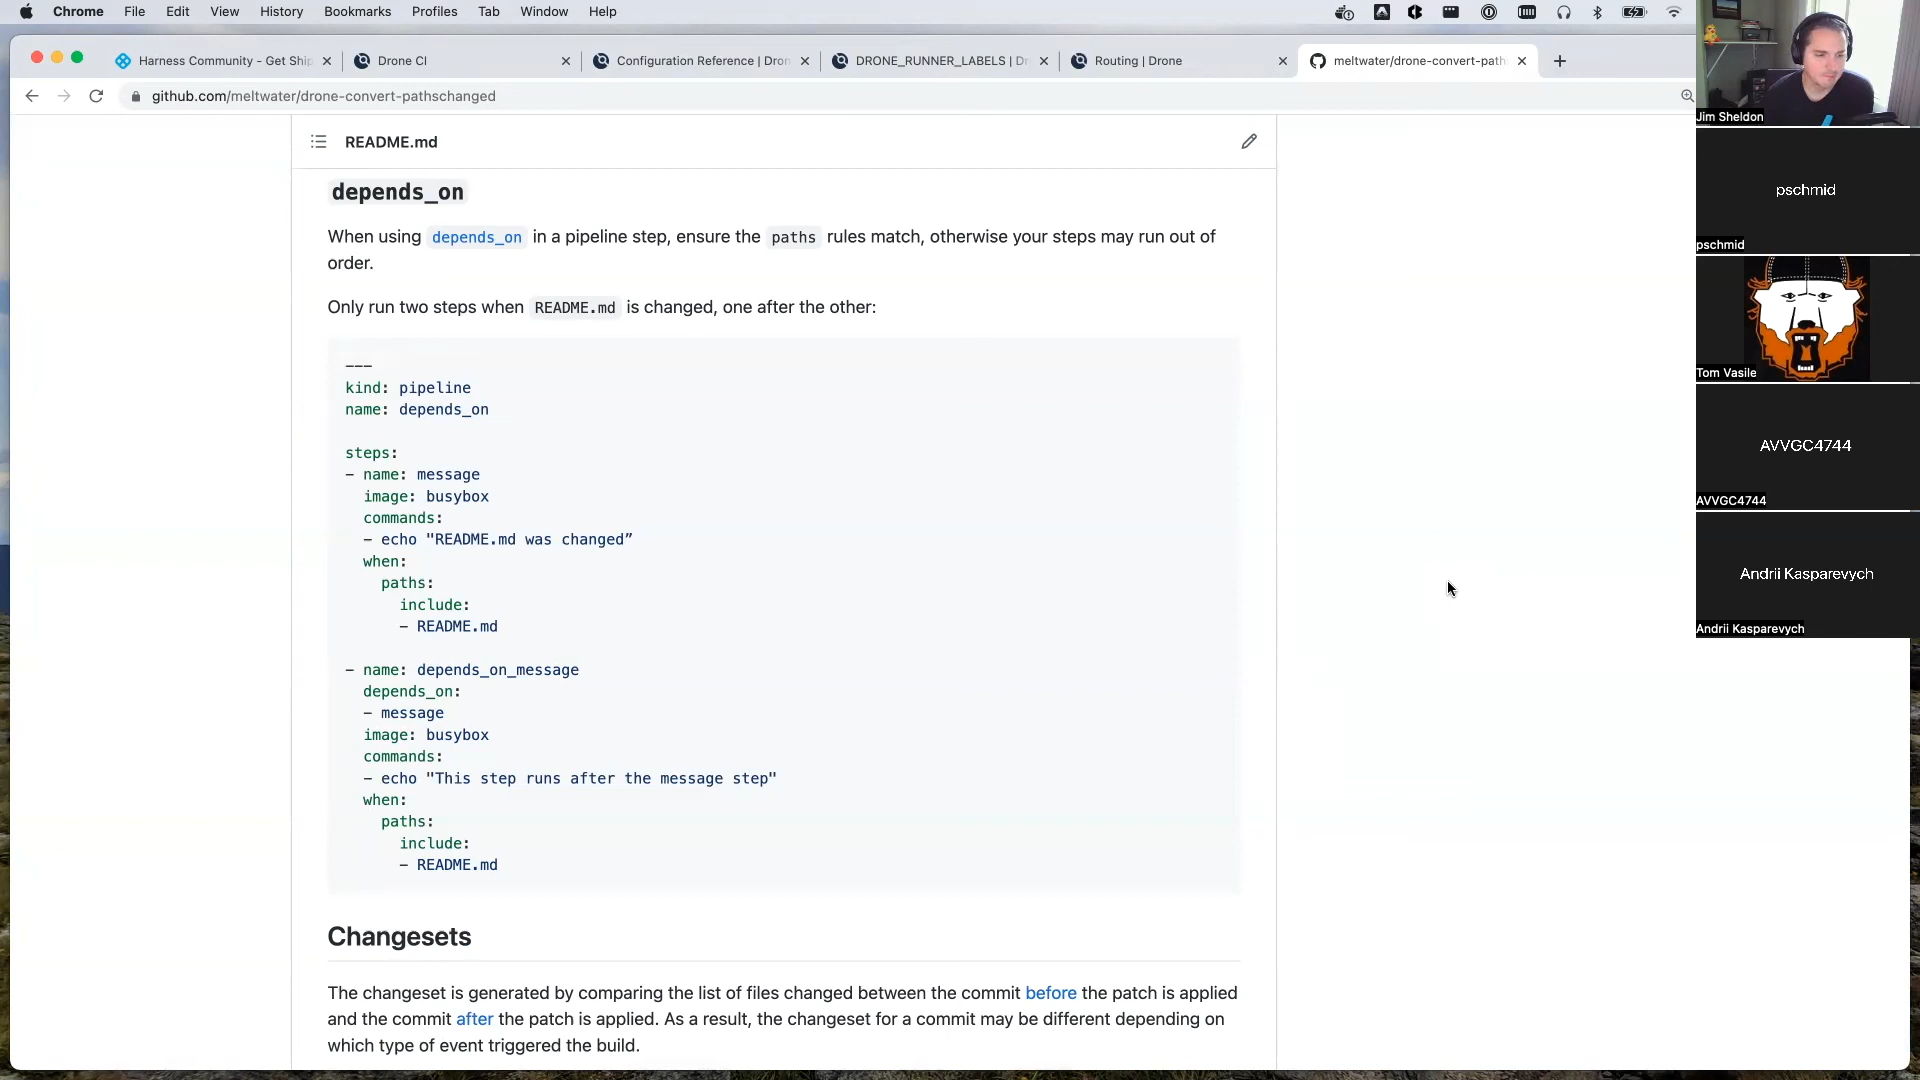 Chrome File Edit View History Bookmarks Profiles Tab Window Help
Harness Community - Get Ship
Drone CI
Configuration Reference | Dron
DRONE_RUNNER_LABELS | Dr
Routing | Drone
meltwater/drone-convert-path
github.com/meltwater/drone-convert-pathschanged
README.md
depends_on
When using depends_on in a pipeline step, ensure the paths rules match, otherwise your steps may run out of
order.
Only run two steps when README.md is changed, one after the other:
---
kind: pipeline
name: depends_on
steps:
- name: message
image: busybox
commands:
- echo "README.md was changed”
when:
paths:
include:
- README.md
- name: depends_on_message
depends_on:
- message
image: busybox
commands:
- echo "This step runs after the message step"
when:
paths:
include:
- README.md
Changesets
The changeset is generated by comparing the list of files changed between the commit before the patch is applied
and the commit after the patch is applied. As a result, the changeset for a commit may be different depending on
which type of event triggered the build.
Jim Sheldon
pschmid
pschmid
Tom Vasile
AVVGC4744
AVVGC4744
Andrii Kasparevych
Andrii Kasparevych